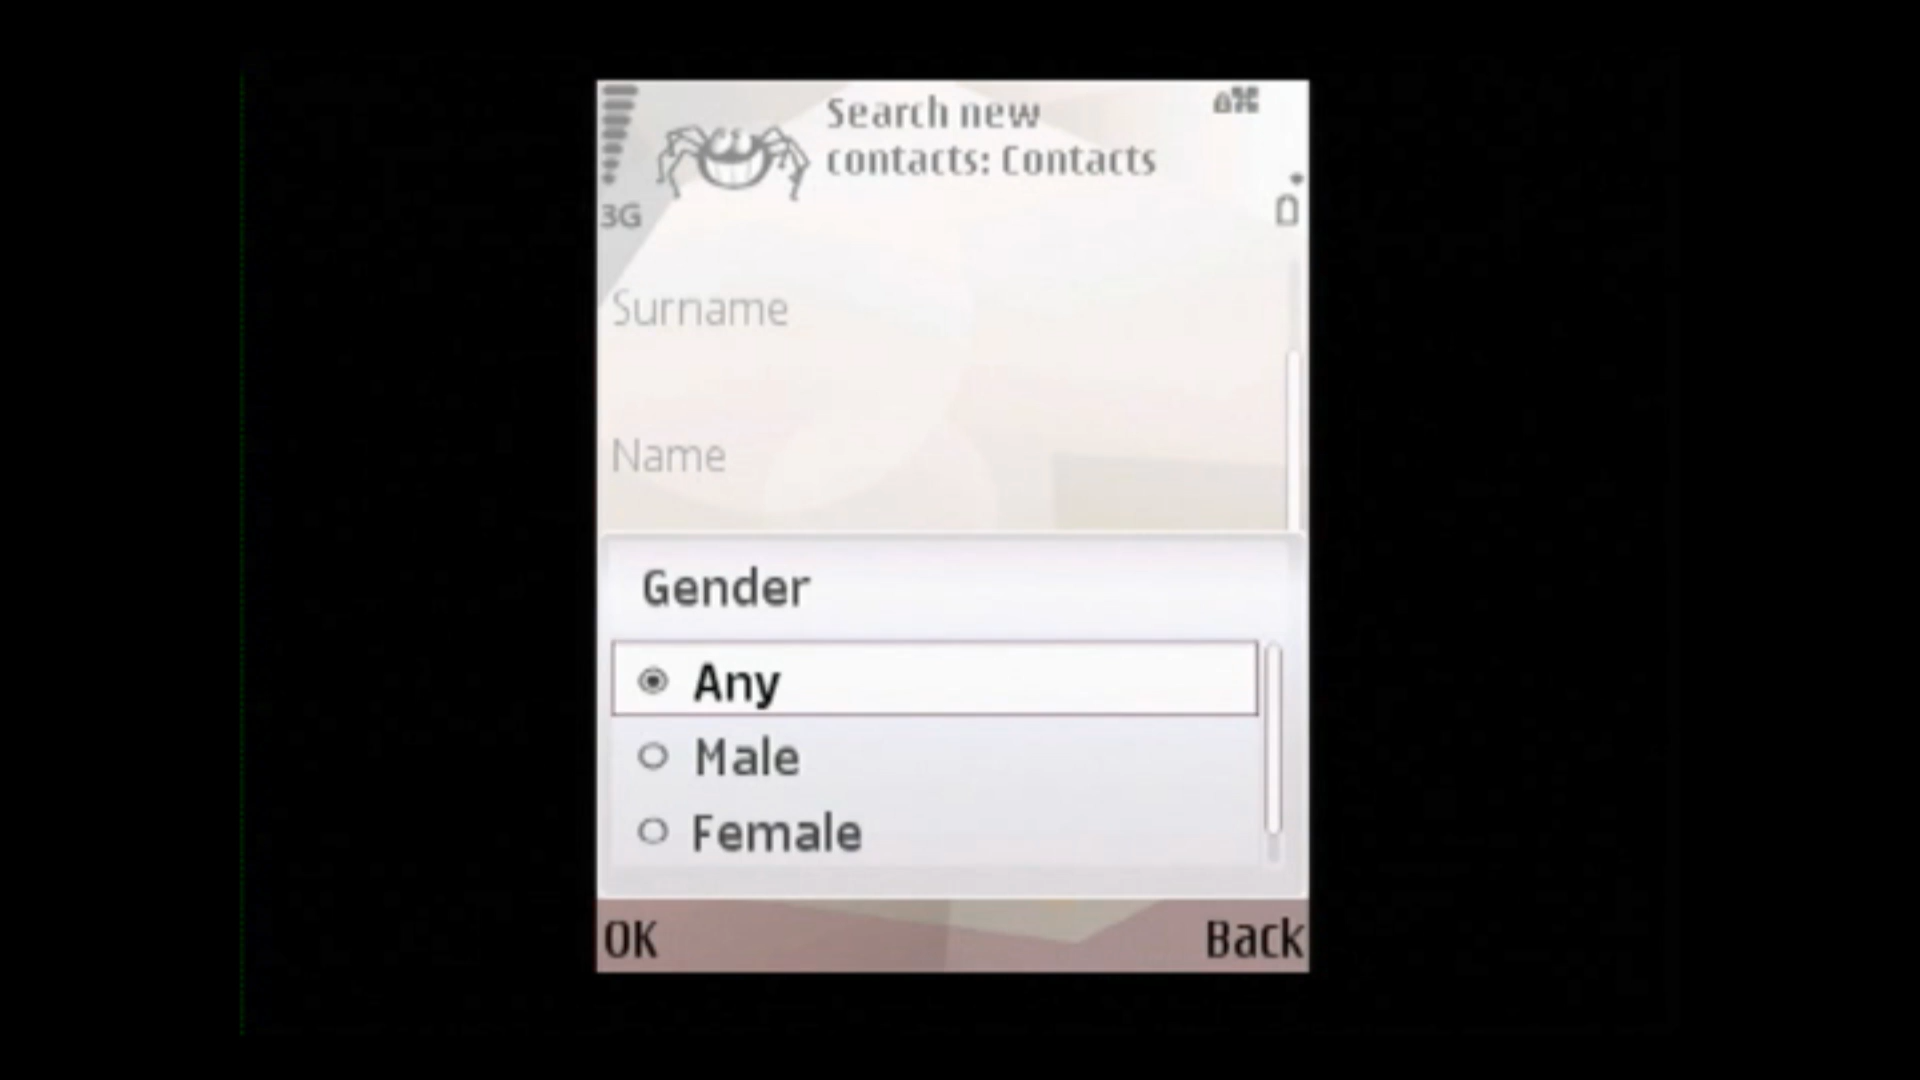 Search new
contacts: Contacts
3G
Surname
Name
Gender
Any
Male
Female
OK
Back